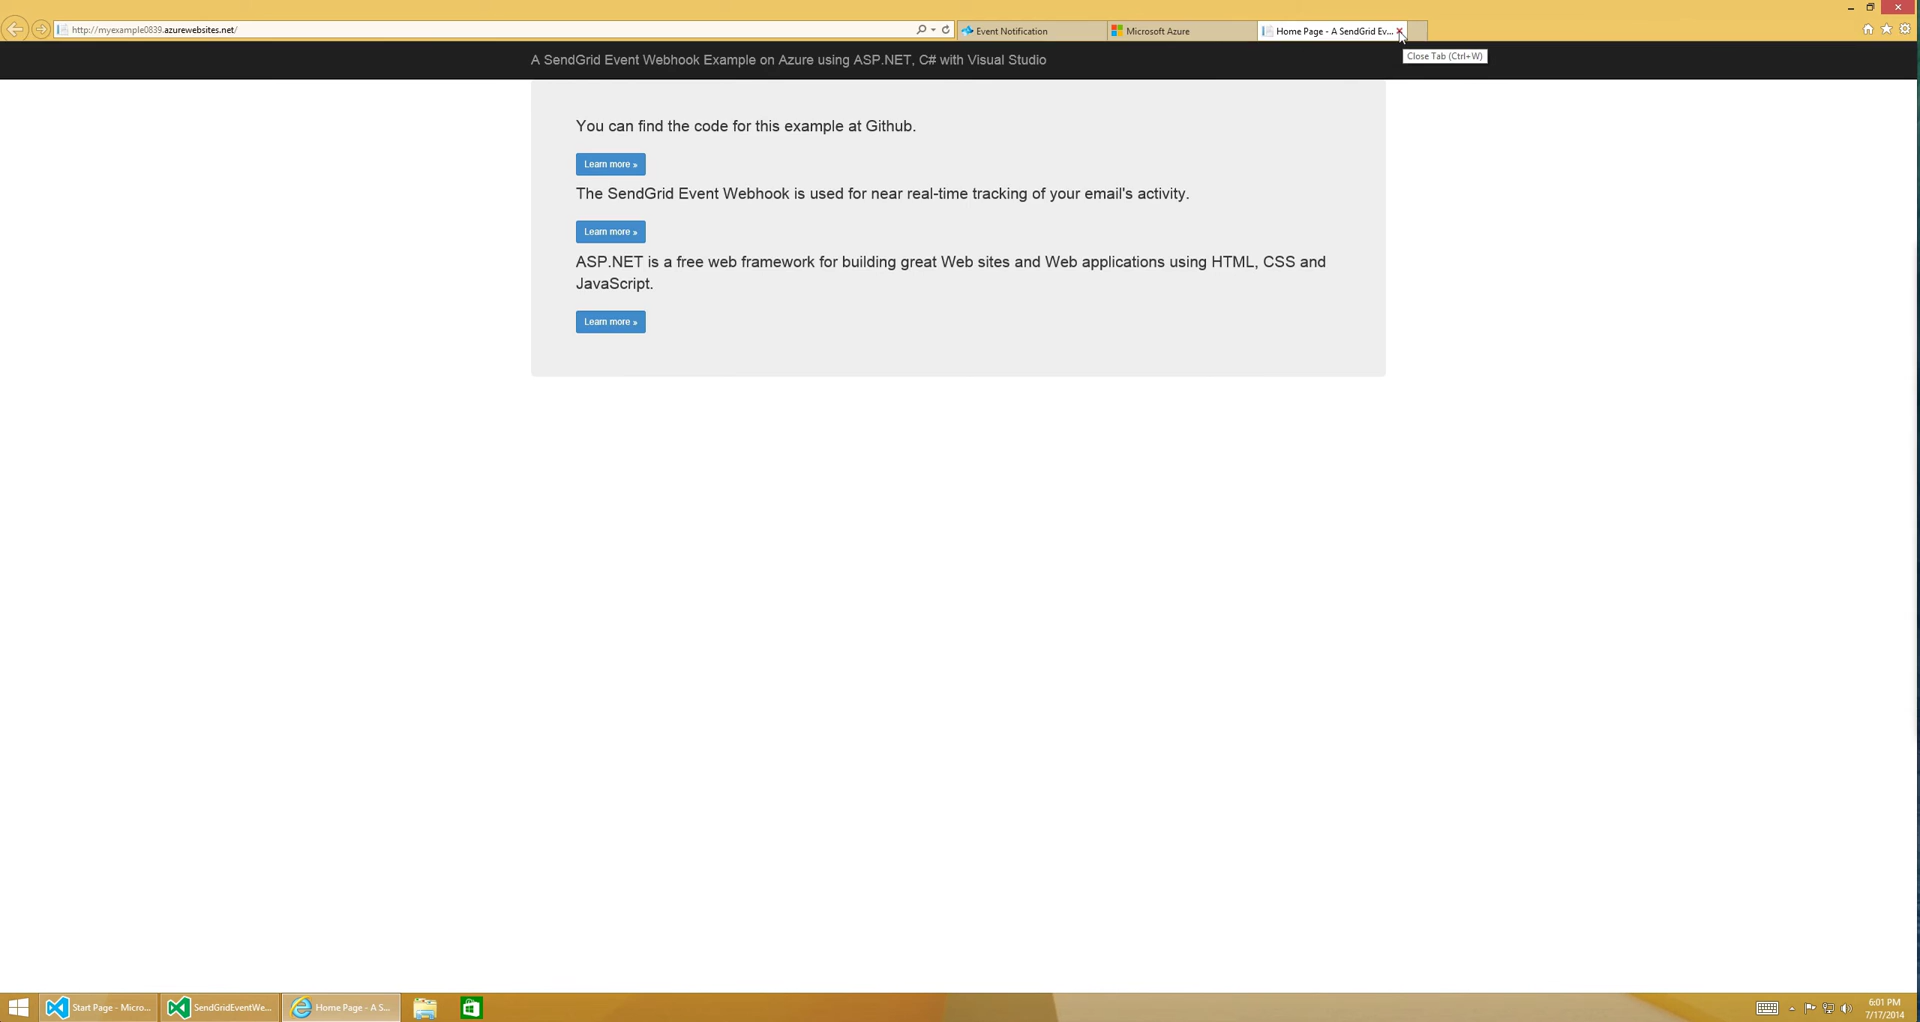 http://myexample0839.azurewebsites.net/
Event Notification
Microsoft Azure
Home Page - A SendGrid Ev...
Close Tab (Ctrl+W)
A SendGrid Event Webhook Example on Azure using ASP.NET, C# with Visual Studio
You can find the code for this example at Github.
Learn more »
The SendGrid Event Webhook is used for near real-time tracking of your email's activity.
Learn more »
ASP.NET is a free web framework for building great Web sites and Web applications using HTML, CSS and
JavaScript.
Learn more »
Start Page - Micro...
SendGridEventWe...
Home Page - A S...
6:01 PM
7/17/2014